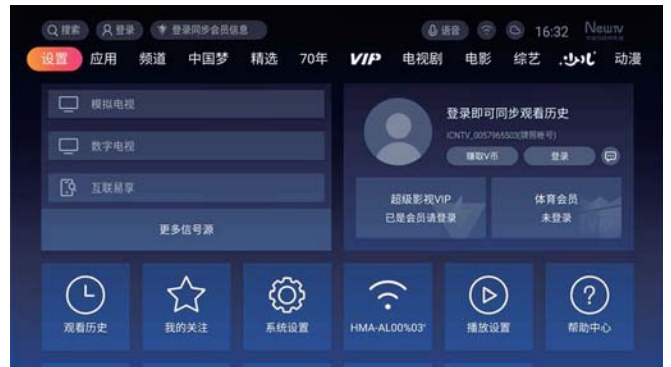 搜索 登录 登录同步会员信息 语音 16:32 NewTV
设置 应用 频道 中国梦 精选 70年 VIP 电视剧 电影 综艺 少儿 动漫
模拟电视
数字电视
互联易享
更多信号源
登录即可同步观看历史
ICNTV_0057965503(牌照帐号)
赚取V币 登录
超级影视VIP
已是会员请登录
体育会员
未登录
观看历史 我的关注 系统设置 HMA-AL00%03' 播放设置 帮助中心